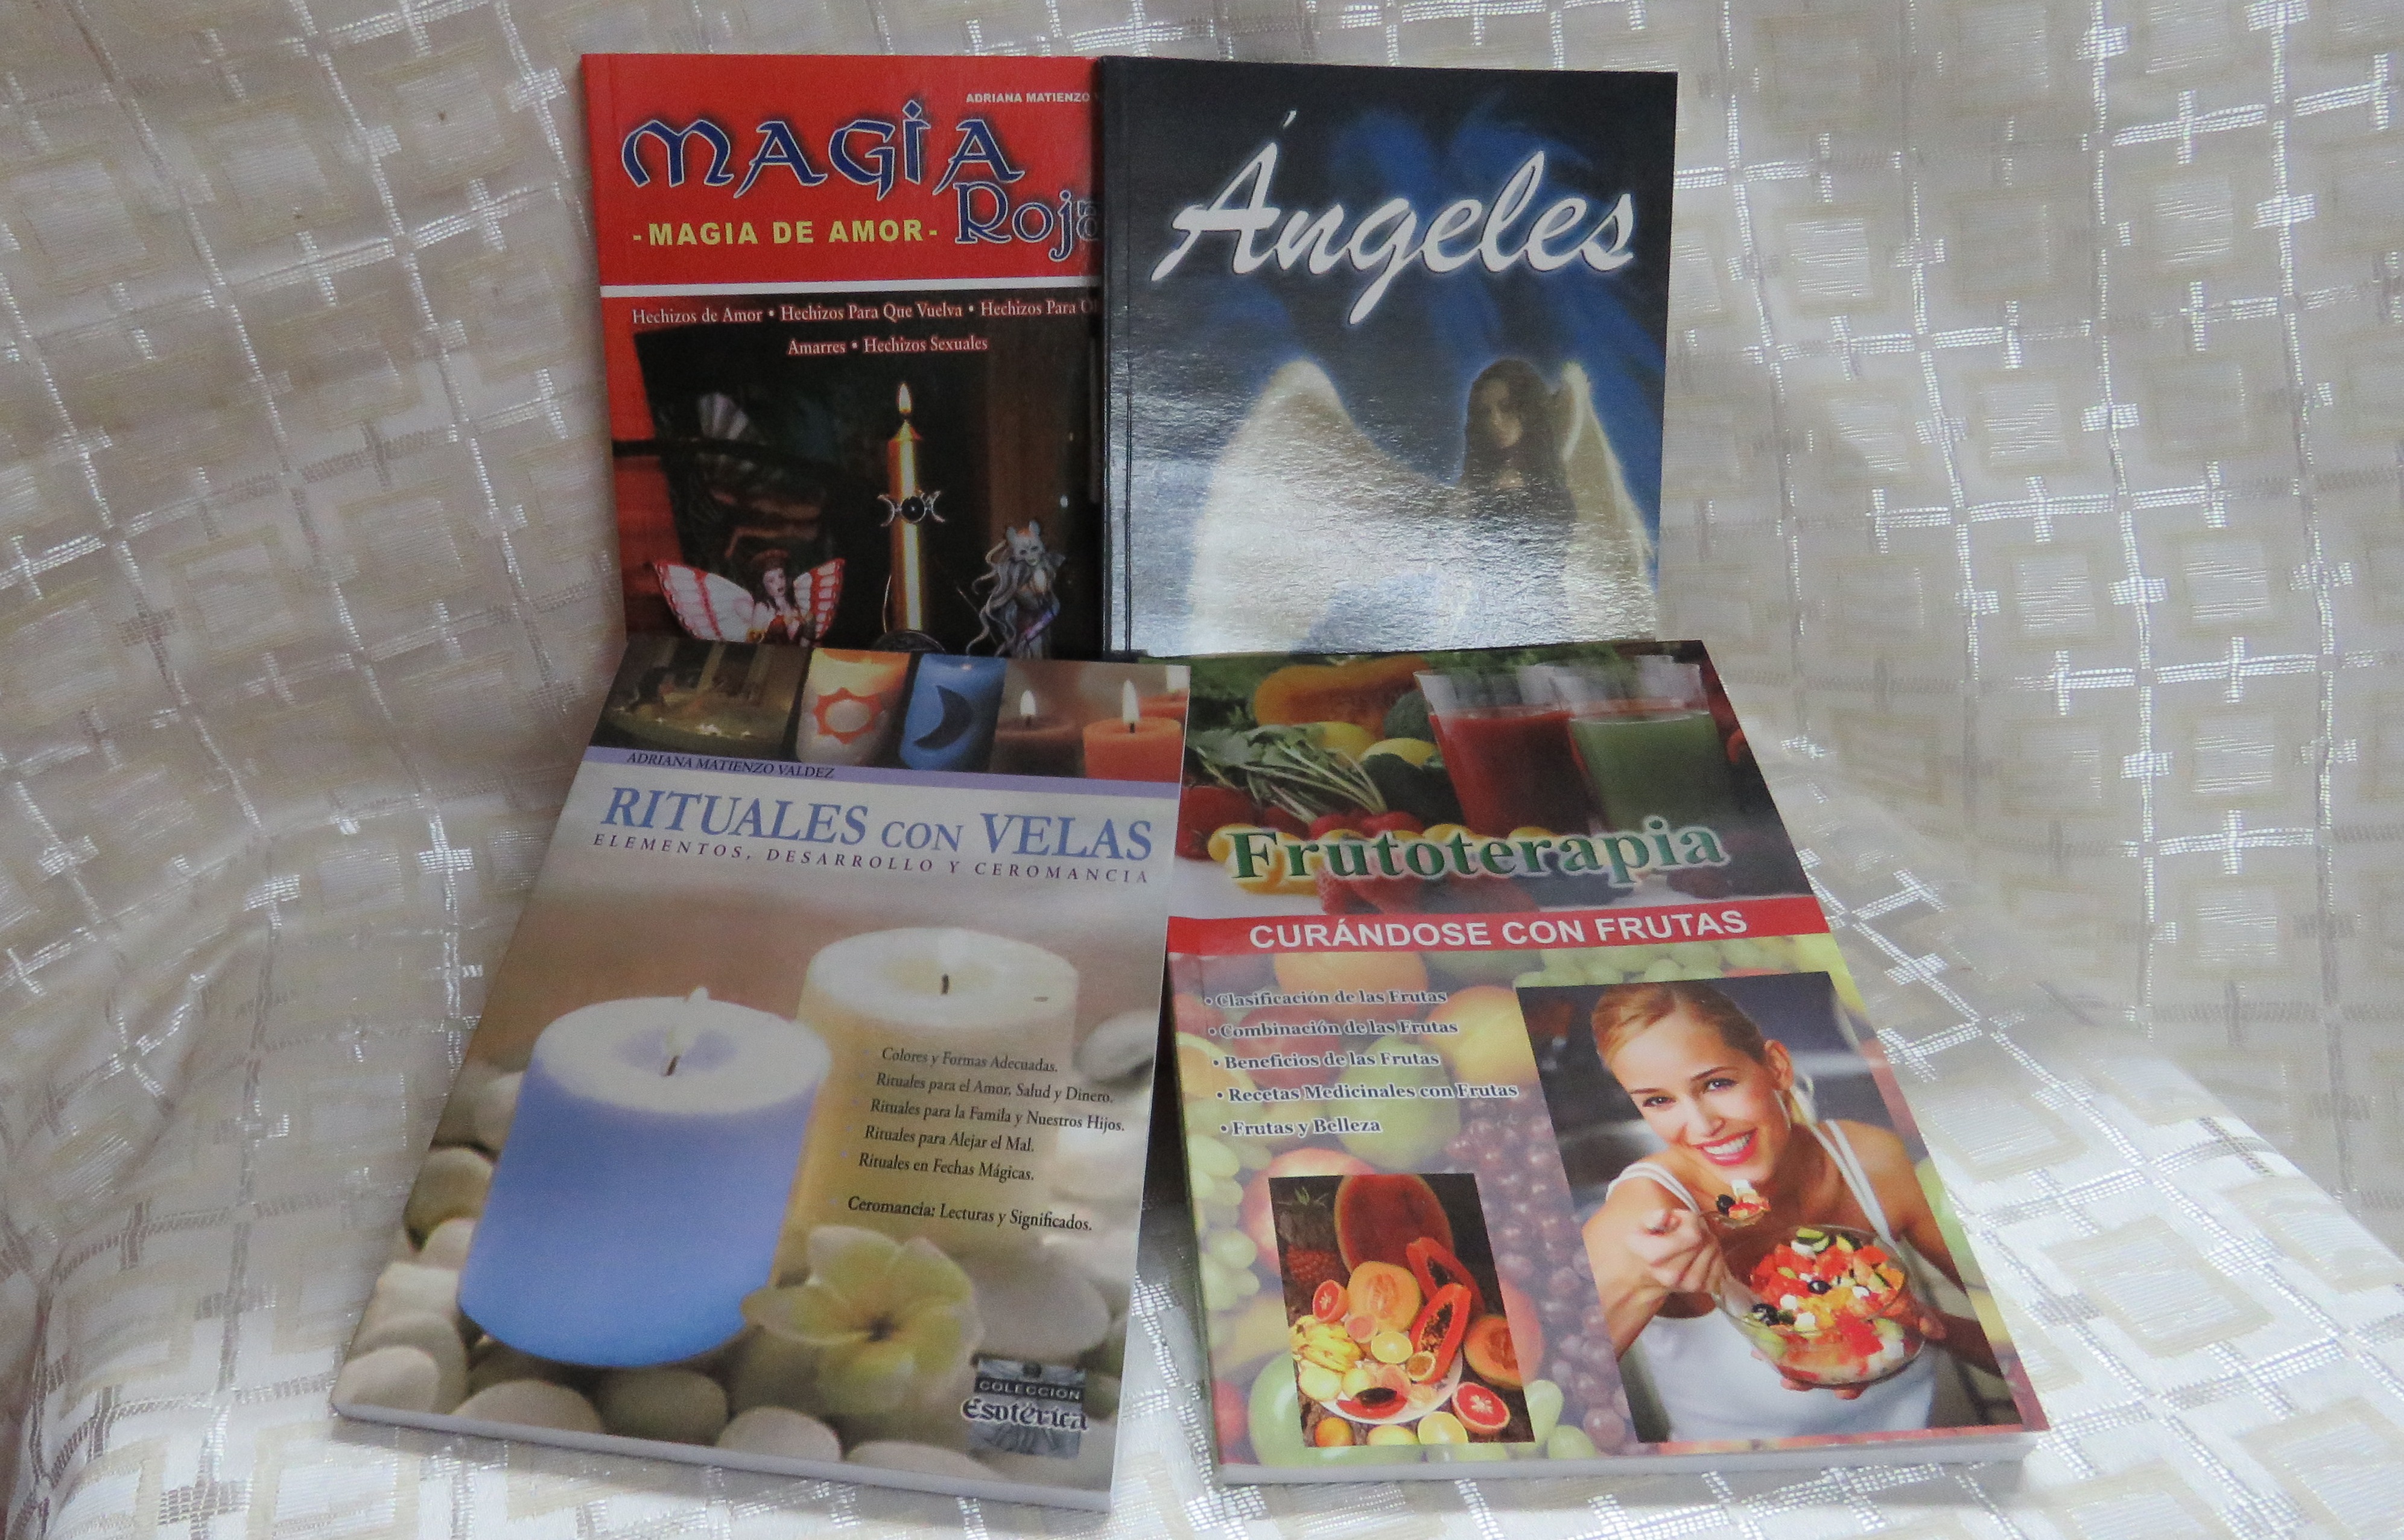 ADRIANA MATIENZO
MAGIA
Roja
- MAGIA DE AMOR -
Hechizos de Amor • Hechizos Para Que Vuelva • Hechizos Para
Amarres • Hechizos Sexuales
Ángeles
ADRIANA MATIENZO VALDEZ
RITUALES CON VELAS
ELEMENTOS, DESARROLLO Y CEROMANCIA
Colores y Formas Adecuadas.
Rituales para el Amor, Salud y Dinero.
Rituales para la Famila y Nuestros Hijos.
Rituales para Alejar el Mal.
Rituales en Fechas Mágicas.
Ceromancia: Lecturas y Significados.
COLECCIÓN
Esotérica
Frutoterapia
CURÁNDOSE CON FRUTAS
• Clasificación de las Frutas
• Combinación de las Frutas
• Beneficios de las Frutas
• Recetas Medicinales con Frutas
• Frutas y Belleza